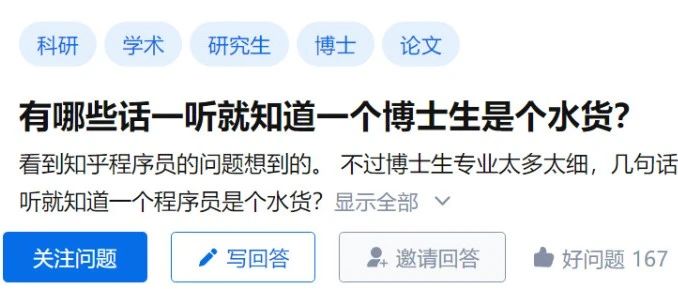 科研 学术 研究生 博士 论文
有哪些话一听就知道一个博士生是个水货？
看到知乎程序员的问题想到的。 不过博士生专业太多太细，几句话
听就知道一个程序员是个水货？ 显示全部
关注问题 写回答 邀请回答 好问题 167